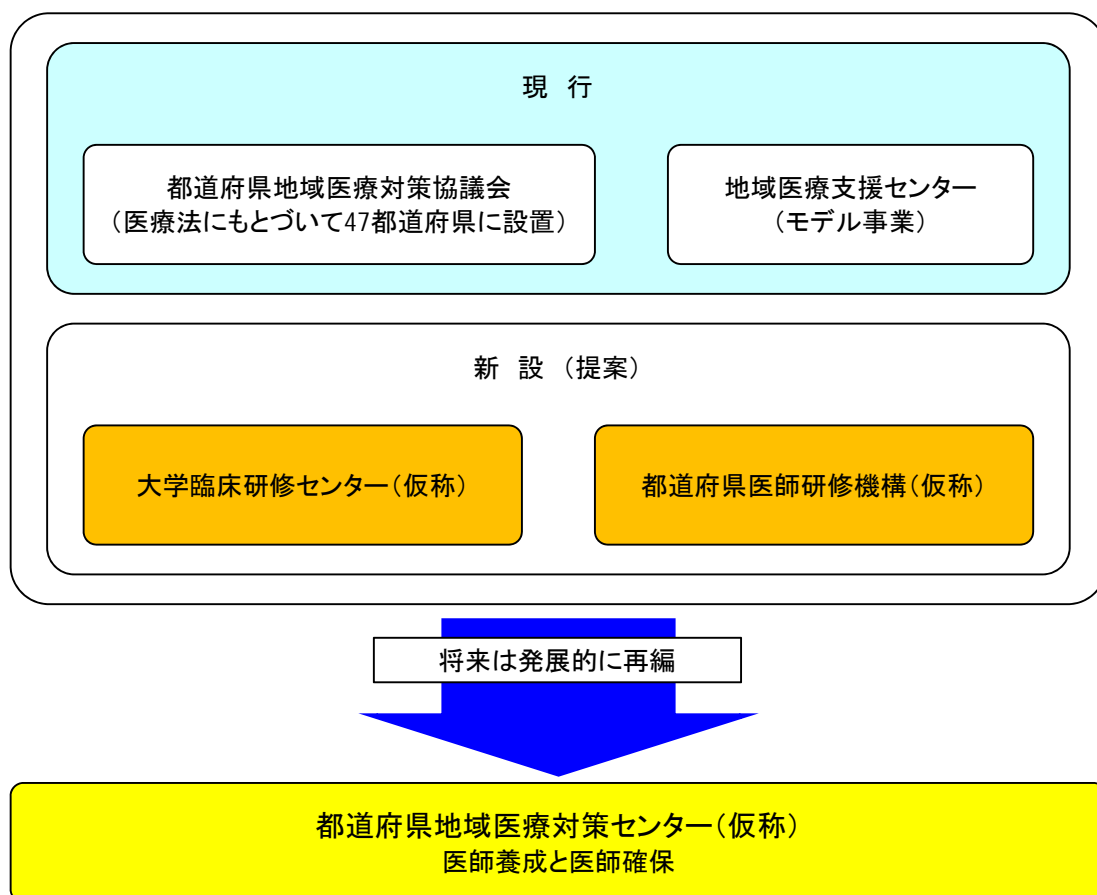 現 行
都道府県地域医療対策協議会
（医療法にもとづいて47都道府県に設置）
地域医療支援センター
（モデル事業）
新 設 （提案）
大学臨床研修センター（仮称）
都道府県医師研修機構（仮称）
将来は発展的に再編
都道府県地域医療対策センター（仮称）
医師養成と医師確保